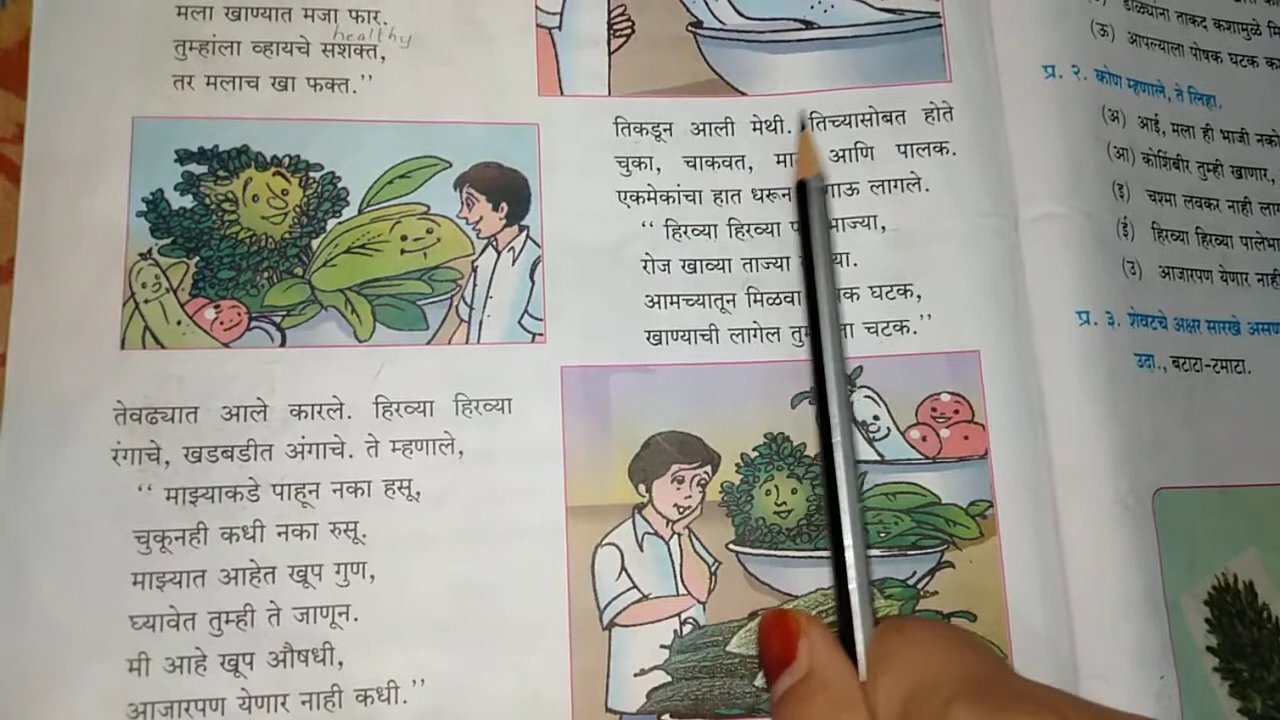 मला खाण्यात मजा फार.
healthy
तुम्हांला व्हायचे सशक्त,
तर मलाच खा फक्त.”
तेवढ्यात आले कारले. हिरव्या हिरव्या
रंगाचे, खडबडीत अंगाचे. ते म्हणाले,
“ माझ्याकडे पाहून नका हसू,
चुकूनही कधी नका रुसू.
माझ्यात आहेत खूप गुण,
घ्यावेत तुम्ही ते जाणून.
मी आहे खूप औषधी,
आजारपण येणार नाही कधी.”
तिकडून आली मेथी. तिच्यासोबत होते
चुका, चाकवत, आणि पालक.
एकमेकांचा हात धरून लागले.
“ हिरव्या हिरव्या
रोज खाव्या ताज्या
आमच्यातून मिळवा घटक,
खाण्याची लागेल चटक.”
डोळ्यांना ताकद कशामुळे
(ऊ) आपल्याला पोषक घटक
प्र. २. कोण म्हणाले, ते लिहा.
(अ) आई, मला ही भाजी नको
(आ) कोशिंबीर तुम्ही खाणार,
(इ) चश्मा लवकर नाही
(ई) हिरव्या हिरव्या
(उ) आजारपण येणार
प्र. ३. शेवटचे अक्षर सारखे
उदा., बटाटा-टमाटा.